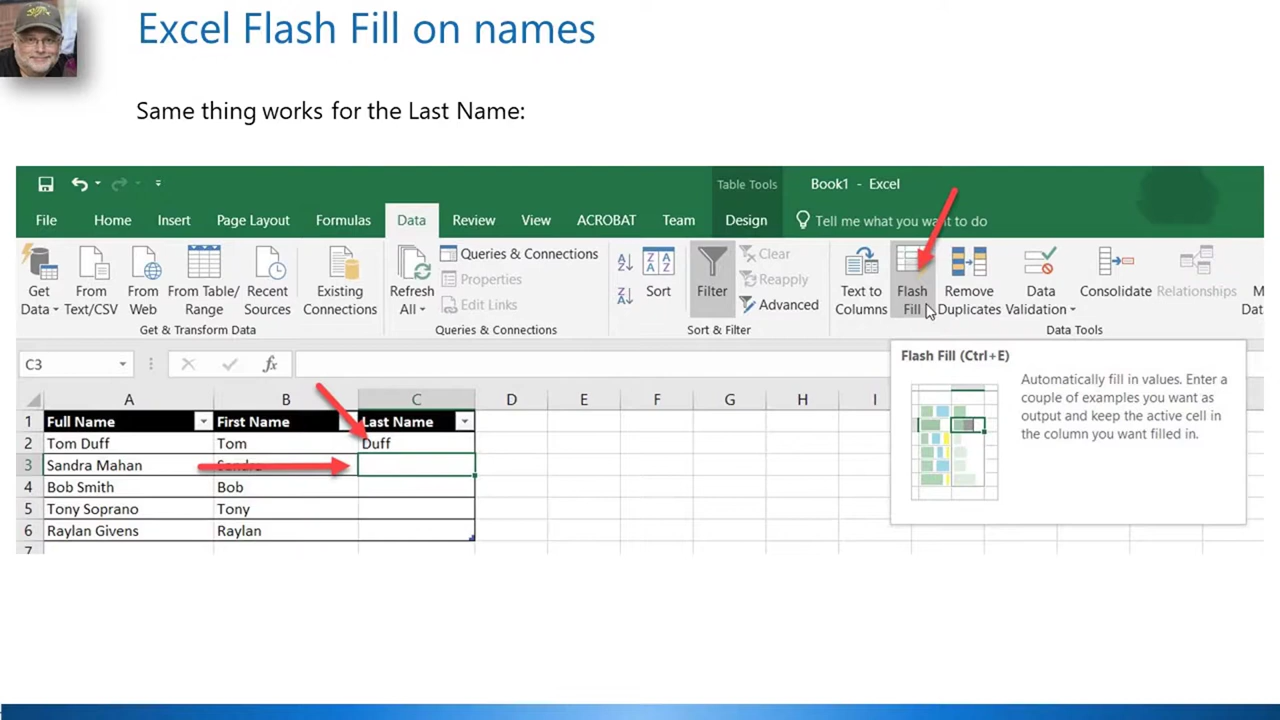 Excel Flash Fill on names
Same thing works for the Last Name:
Table Tools
Book1 - Excel
File Home Insert Page Layout Formulas Data Review View ACROBAT Team Design Tell me what you want to do
Get Data
From Text/CSV
From Web
From Table/ Range
Recent Sources
Existing Connections
Get & Transform Data
Refresh All
Queries & Connections
Properties
Edit Links
Queries & Connections
Sort
Filter
Clear
Reapply
Advanced
Sort & Filter
Text to Columns
Flash Fill
Remove Duplicates
Data Validation
Consolidate
Relationships
Data Tools
C3
fx
Flash Fill (Ctrl+E)
Automatically fill in values. Enter a
couple of examples you want as
output and keep the active cell in
the column you want filled in.
A B C D E F G H I
1 Full Name First Name Last Name
2 Tom Duff Tom Duff
3 Sandra Mahan Sandra
4 Bob Smith Bob
5 Tony Soprano Tony
6 Raylan Givens Raylan
7